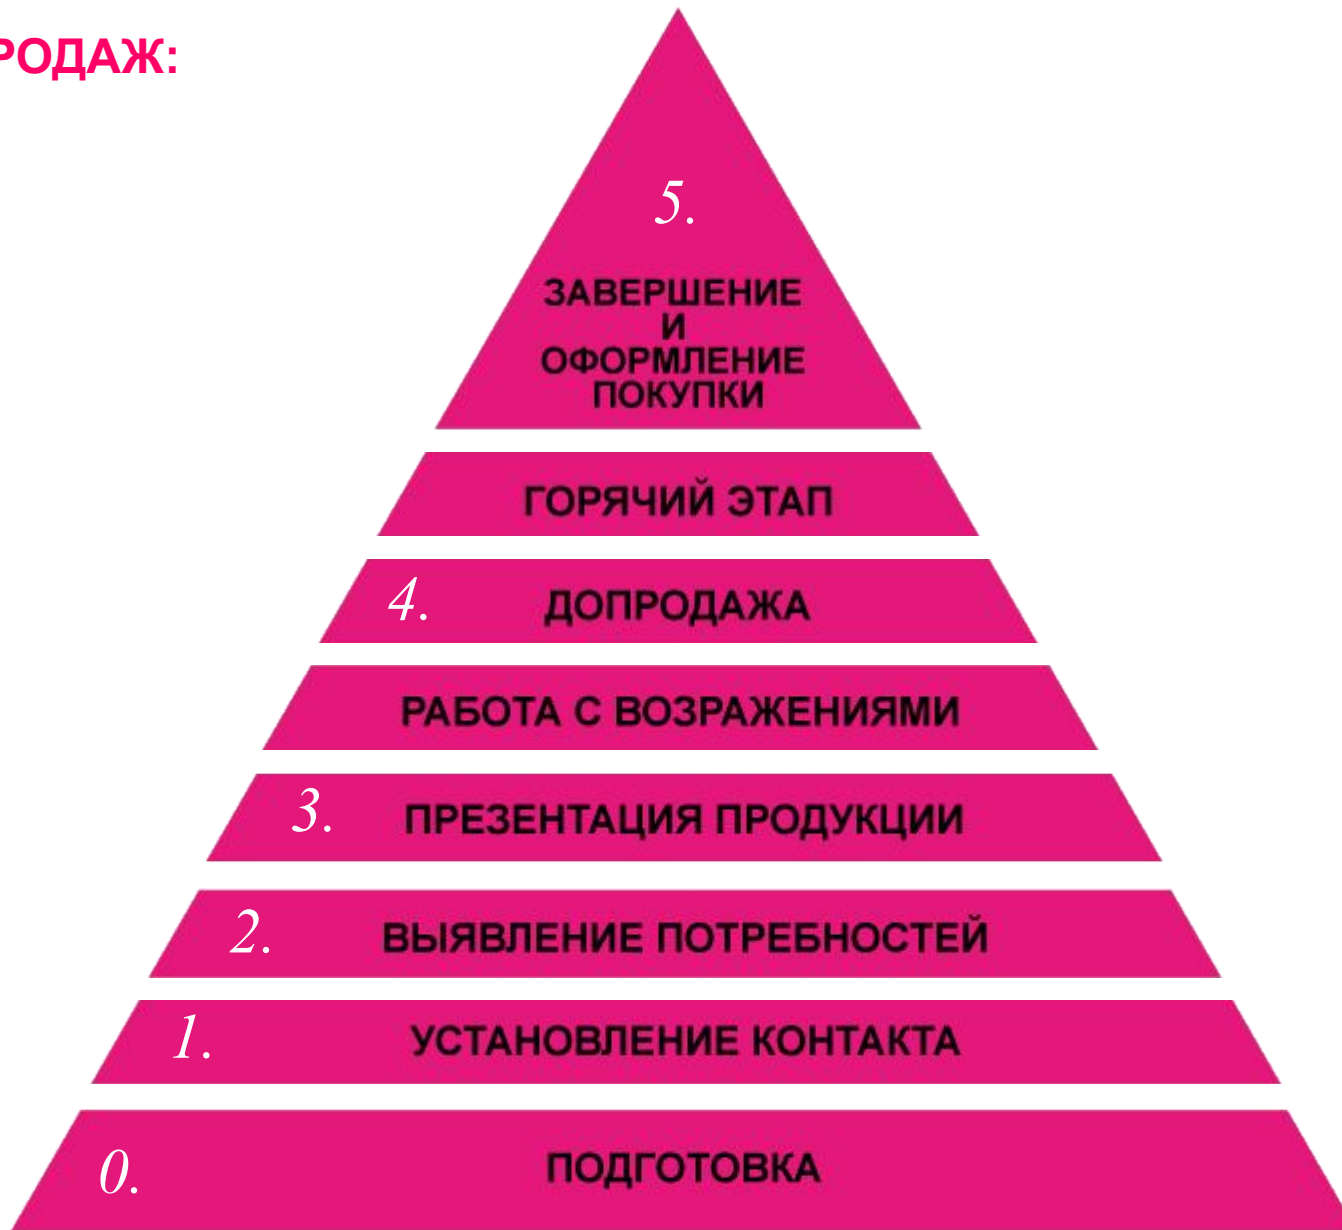 РОДАЖ:
5.
ЗАВЕРШЕНИЕ
И
ОФОРМЛЕНИЕ
ПОКУПКИ
ГОРЯЧИЙ ЭТАП
4. ДОПРОДАЖА
РАБОТА С ВОЗРАЖЕНИЯМИ
3. ПРЕЗЕНТАЦИЯ ПРОДУКЦИИ
2. ВЫЯВЛЕНИЕ ПОТРЕБНОСТЕЙ
1. УСТАНОВЛЕНИЕ КОНТАКТА
0. ПОДГОТОВКА